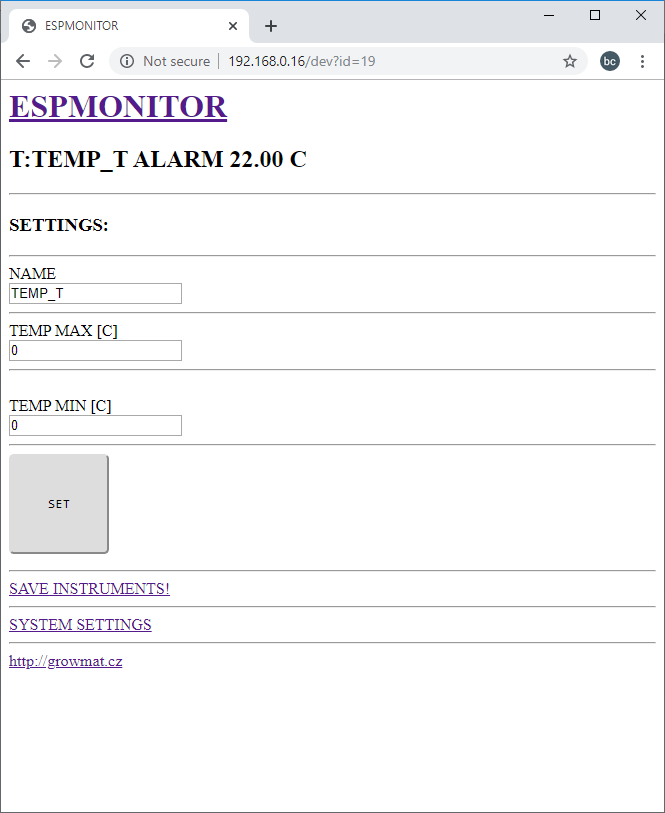 ESPMONITOR
Not secure | 192.168.0.16/dev?id=19
bc
ESPMONITOR
T:TEMP_T ALARM 22.00 C
SETTINGS:
NAME
TEMP_T
TEMP MAX [C]
0
TEMP MIN [C]
0
SET
SAVE INSTRUMENTS!
SYSTEM SETTINGS
http://growmat.cz